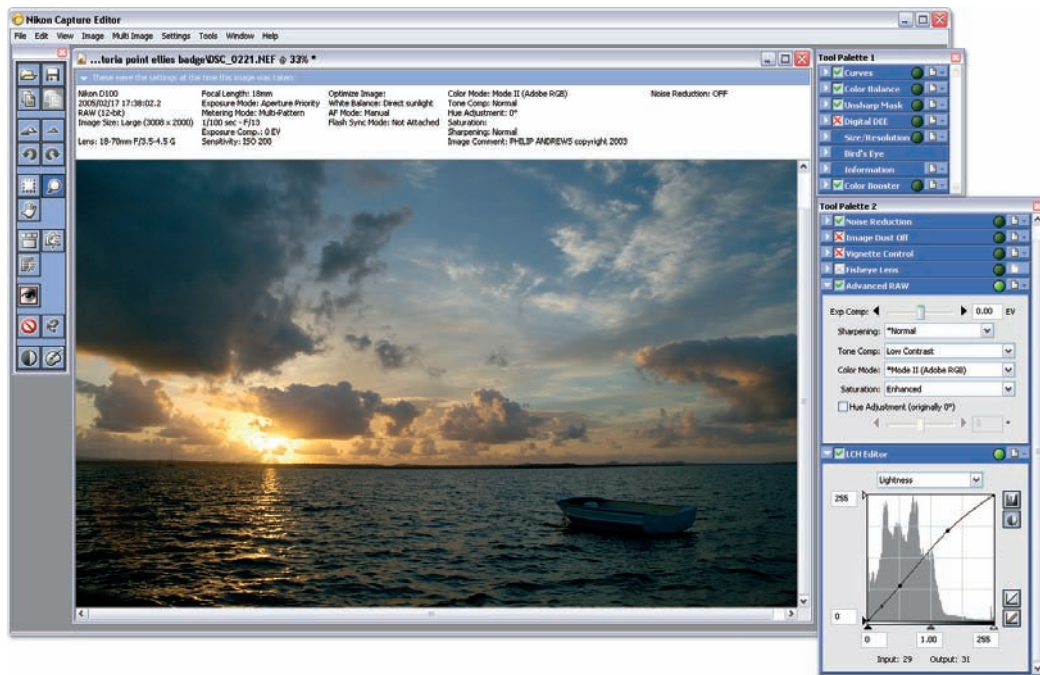 Nikon Capture Editor
File Edit View Image Multi Image Settings Tools Window Help
...toria point ellies badge\DSC_0221.NEF @ 33% *
These were the settings at the time this image was taken:
Nikon D100
2005/02/17 17:38:02.2
RAW (12-bit)
Image Size: Large (3008 x 2000)
Lens: 18-70mm F/3.5-4.5 G
Focal Length: 18mm
Exposure Mode: Aperture Priority
Metering Mode: Multi-Pattern
1/100 sec - F/13
Exposure Comp.: 0 EV
Sensitivity: ISO 200
Optimize Image:
White Balance: Direct sunlight
AF Mode: Manual
Flash Sync Mode: Not Attached
Color Mode: Mode II (Adobe RGB)
Tone Comp: Normal
Hue Adjustment: 0°
Saturation:
Sharpening: Normal
Image Comment: PHILIP ANDREWS copyright 2003
Noise Reduction: OFF
Tool Palette 1
Curves
Color Balance
Unsharp Mask
Digital DEE
Size/Resolution
Bird's Eye
Information
Color Booster
Tool Palette 2
Noise Reduction
Image Dust Off
Vignette Control
Fisheye Lens
Advanced RAW
Exp Comp: 0.00 EV
Sharpening: *Normal
Tone Comp: Low Contrast
Color Mode: *Mode II (Adobe RGB)
Saturation: Enhanced
Hue Adjustment (originally 0°)
0 °
LCH Editor
Lightness
255
0
0 1.00 255
Input: 29 Output: 31